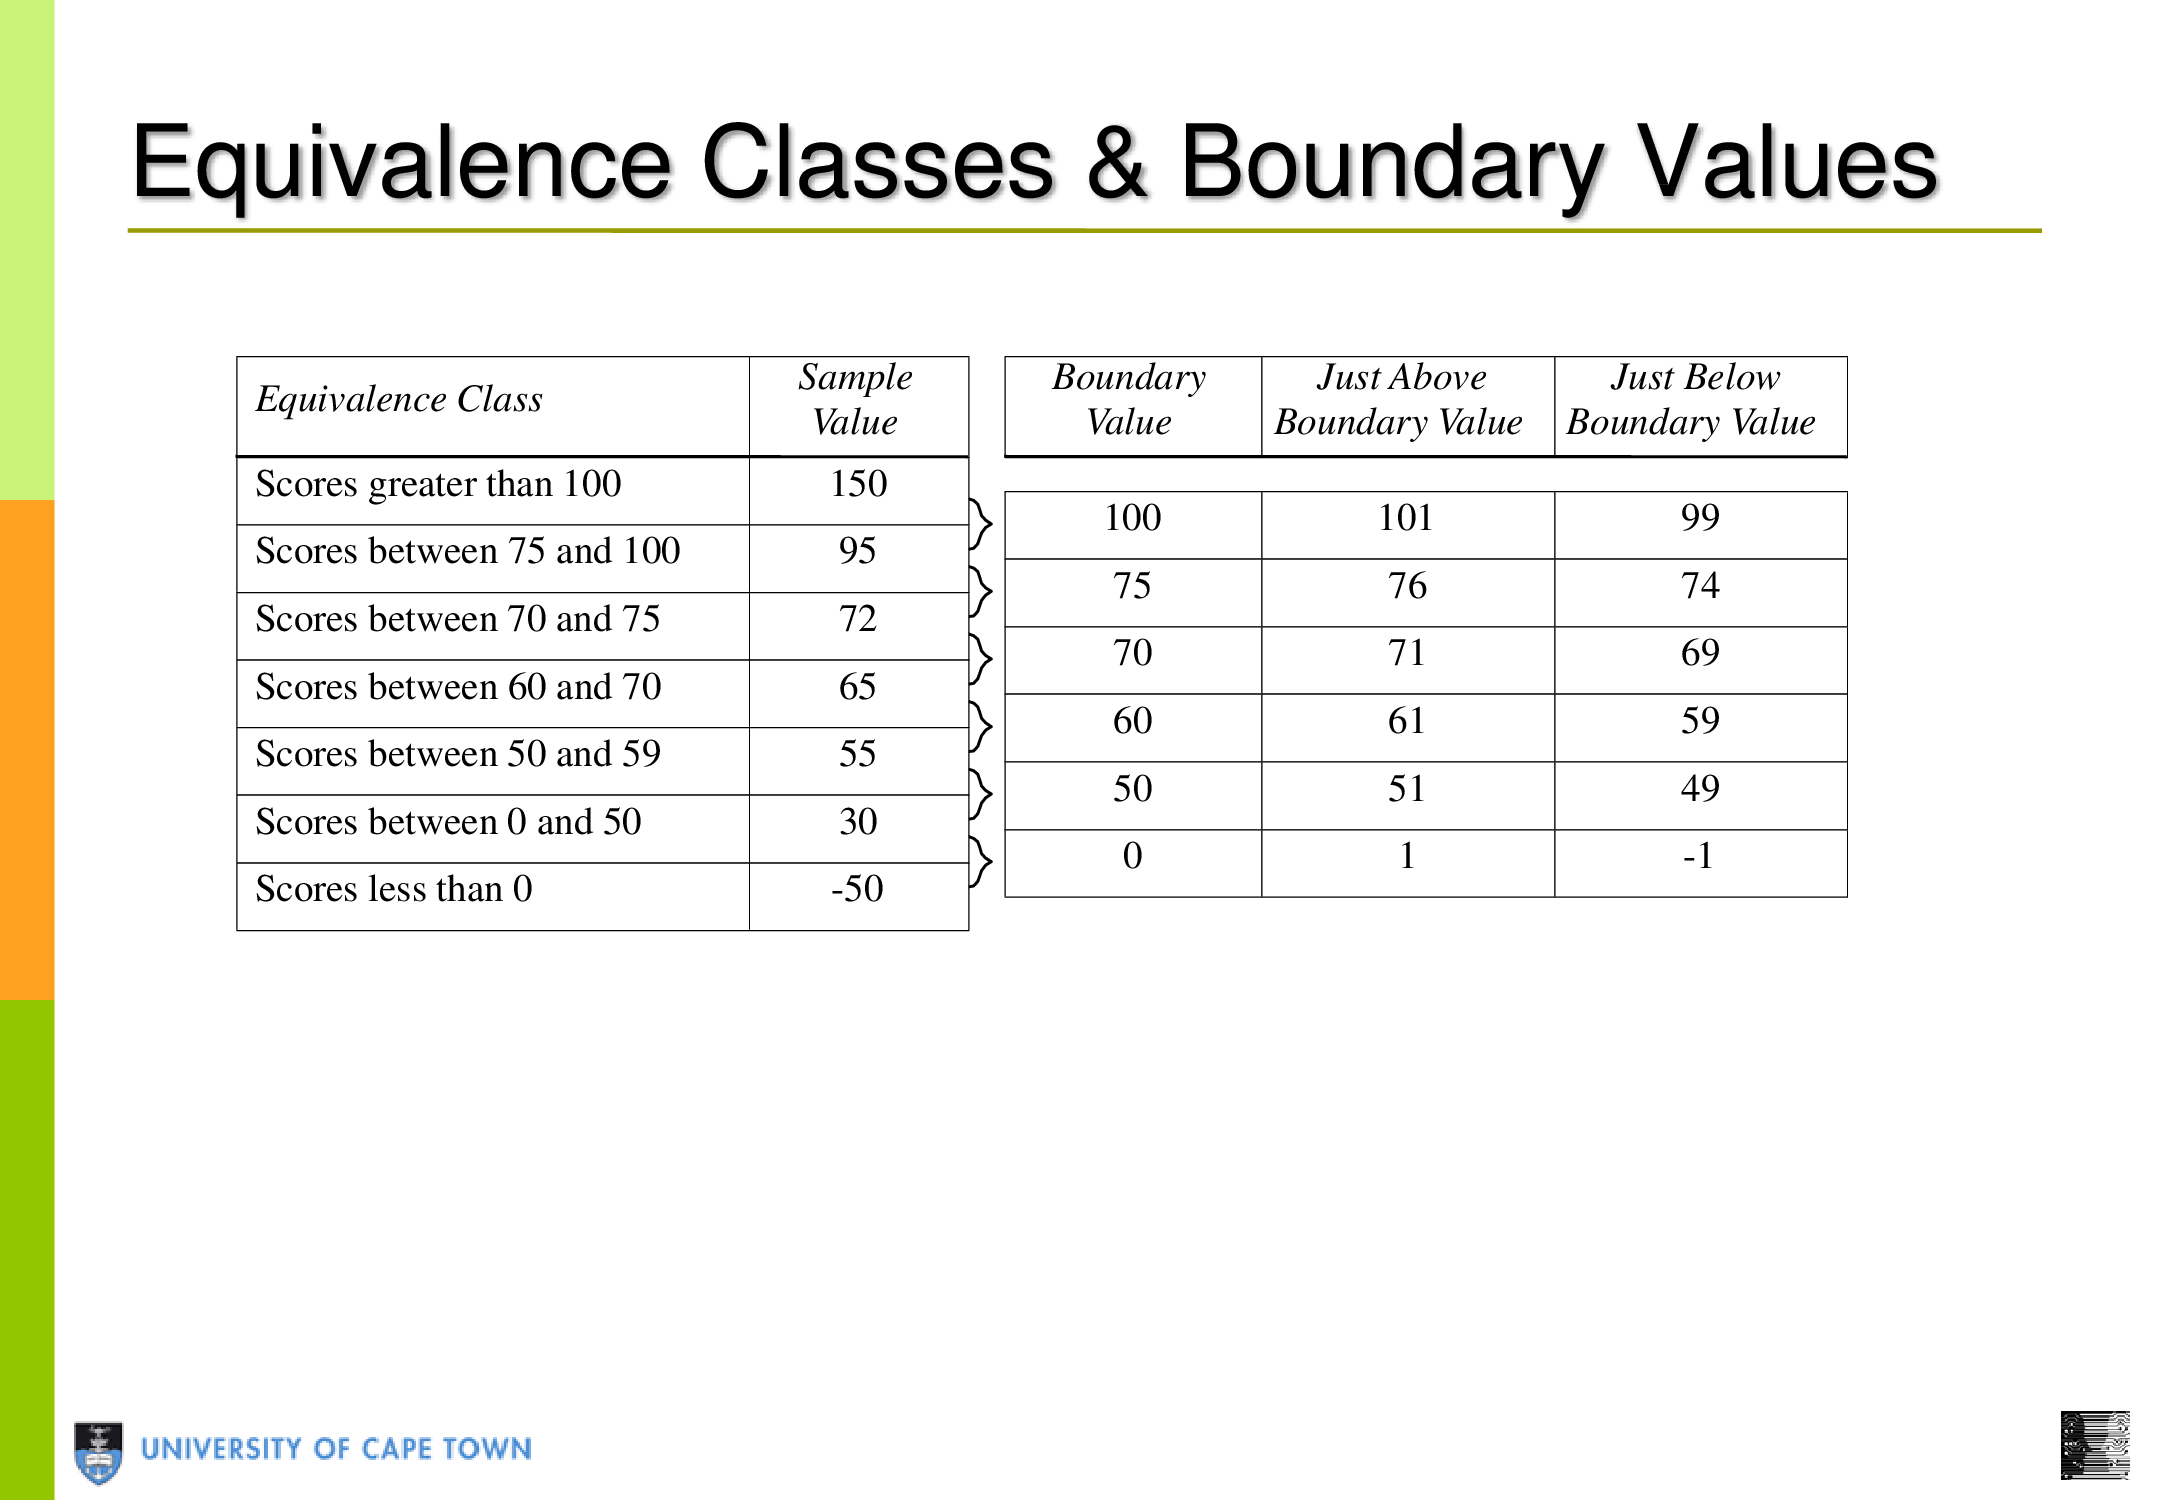 Equivalence Classes & Boundary Values
Equivalence Class Sample Value Boundary Value Just Above Boundary Value Just Below Boundary Value
Scores greater than 100 150
100 101 99
Scores between 75 and 100 95
75 76 74
Scores between 70 and 75 72
70 71 69
Scores between 60 and 70 65
60 61 59
Scores between 50 and 59 55
50 51 49
Scores between 0 and 50 30
0 1 -1
Scores less than 0 -50
UNIVERSITY OF CAPE TOWN